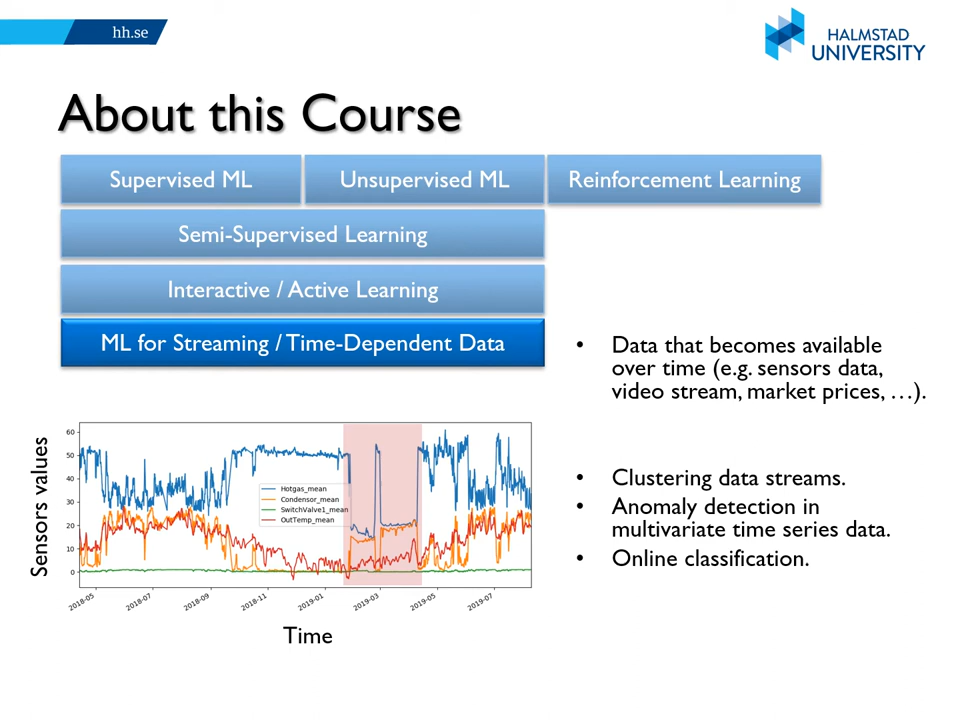 hh.se
HALMSTAD
UNIVERSITY
About this Course
Supervised ML
Unsupervised ML
Reinforcement Learning
Semi-Supervised Learning
Interactive / Active Learning
ML for Streaming / Time-Dependent Data
• Data that becomes available
over time (e.g. sensors data,
video stream, market prices, …).
• Clustering data streams.
• Anomaly detection in
multivariate time series data.
• Online classification.
Sensors values
60
50
40
30
20
10
0
Hotgas_mean
Condensor_mean
SwitchValve1_mean
OutTemp_mean
2018-05
2018-07
2018-09
2018-11
2019-01
2019-03
2019-05
2019-07
Time